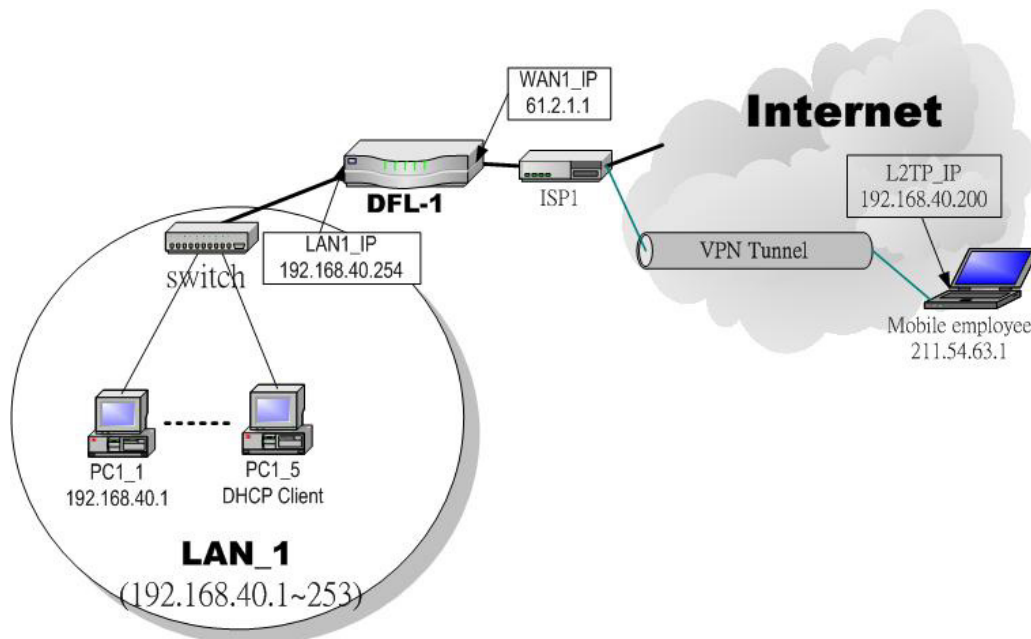 WAN1_IP
61.2.1.1
Internet
DFL-1
ISP1
L2TP_IP
192.168.40.200
LAN1_IP
192.168.40.254
switch
VPN Tunnel
Mobile employee
211.54.63.1
PC1_1
192.168.40.1
PC1_5
DHCP Client
LAN_1
(192.168.40.1~253)